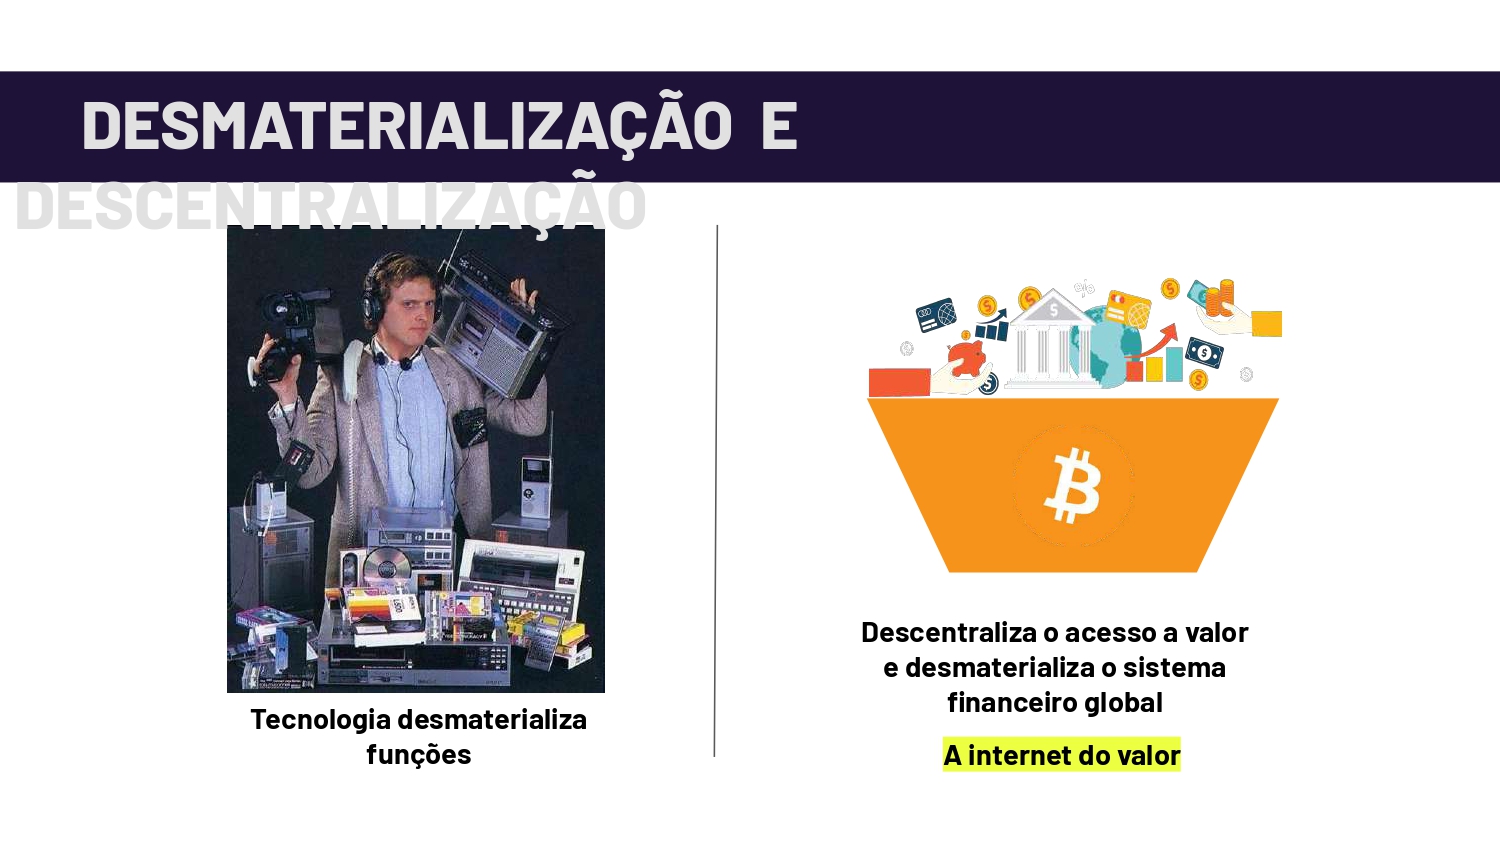 DESMATERIALIZAÇÃO E
DESCENTRALIZAÇÃO
Tecnologia desmaterializa
funções
Descentraliza o acesso a valor
e desmaterializa o sistema
financeiro global
A internet do valor